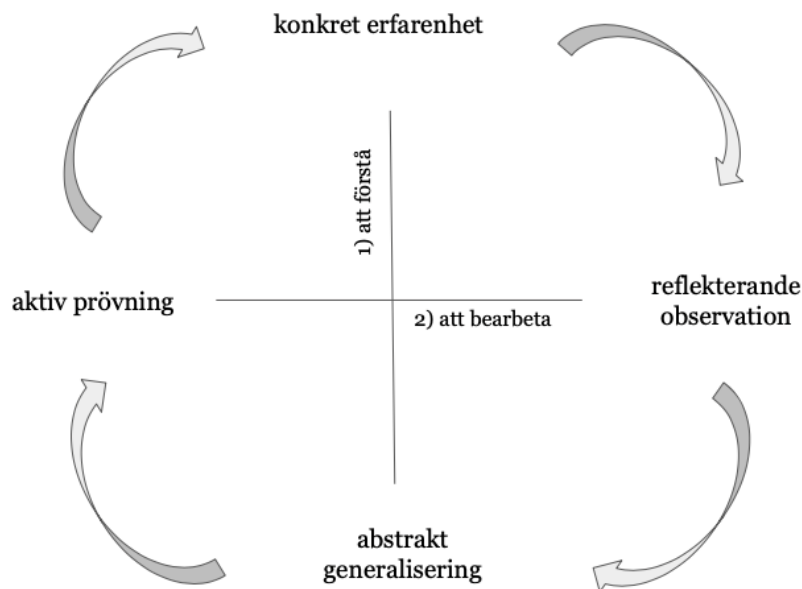 konkret erfarenhet
1) att förstå
aktiv prövning
2) att bearbeta
reflekterande
observation
abstrakt
generalisering